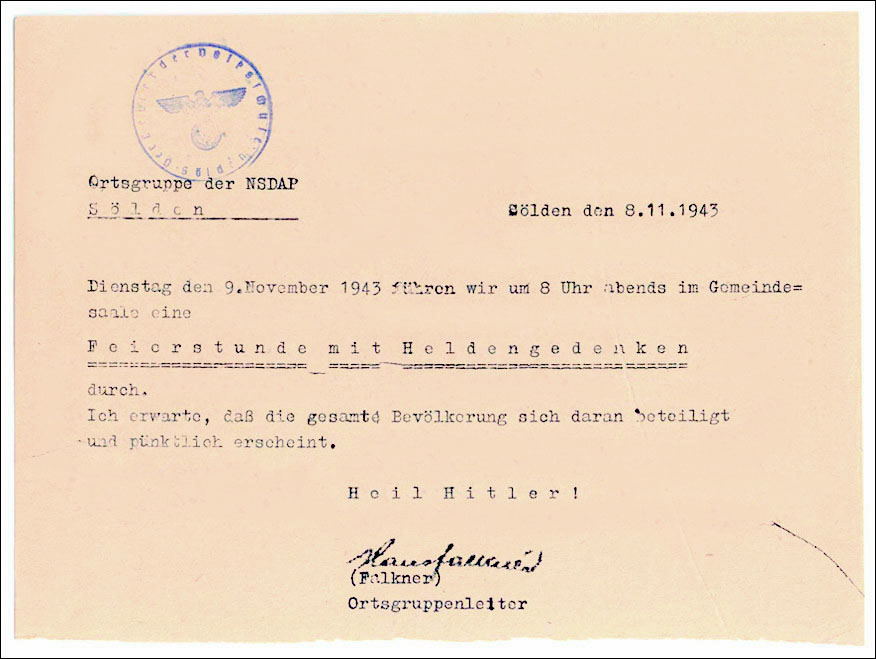 Ortsgruppe der NSDAP
Sölden
Sölden den 8.11.1943
Dienstag den 9.November 1943 führen wir um 8 Uhr abends im Gemeinde=
saale eine
Feierstunde mit Heldengedenken
durch.
Ich erwarte, daß die gesamte Bevölkerung sich daran beteiligt
und pünktlich erscheint.
Heil Hitler!
Hans Falkner
(Falkner)
Ortsgruppenleiter